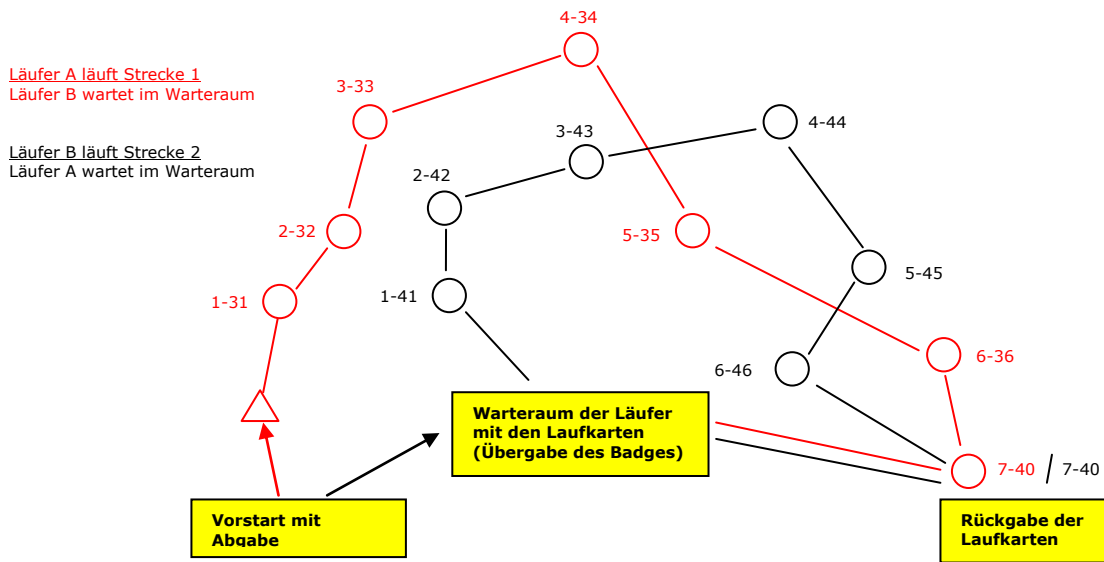 4-34
Läufer A läuft Strecke 1
Läufer B wartet im Warteraum
3-33
3-43
4-44
Läufer B läuft Strecke 2
Läufer A wartet im Warteraum
2-42
2-32
5-35
5-45
1-31
1-41
6-46
6-36
Warteraum der Läufer
mit den Laufkarten
(Übergabe des Badges)
7-40 / 7-40
Vorstart mit
Abgabe
Rückgabe der
Laufkarten